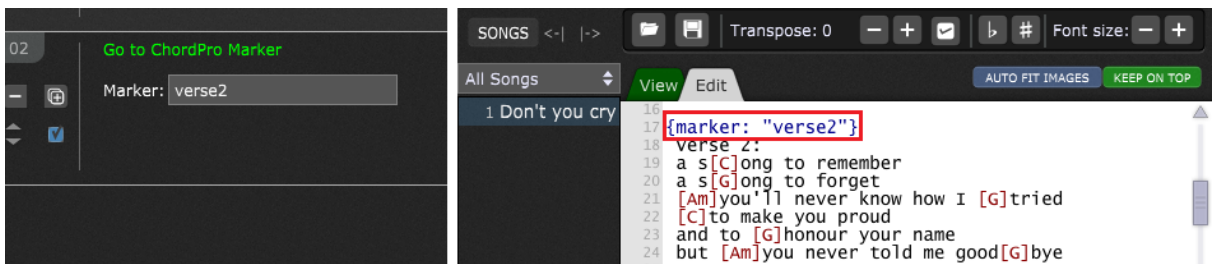 02
Go to ChordPro Marker
Marker: verse2
SONGS <-| |->
Transpose: 0 − + ♭ # Font size: − +
All Songs
View Edit
AUTO FIT IMAGES KEEP ON TOP
1 Don't you cry
16
17 {marker: "verse2"}
18 verse 2:
19 a s[C]ong to remember
20 a s[G]ong to forget
21 [Am]you'll never know how I [G]tried
22 [C]to make you proud
23 and to [G]honour your name
24 but [Am]you never told me good[G]bye